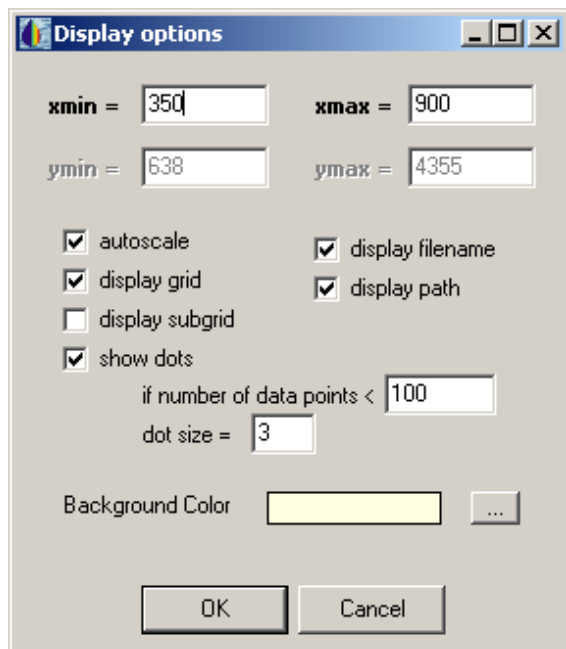 Display options
xmin = 350 xmax = 900
ymin = 638 ymax = 4355
autoscale display filename
display grid display path
display subgrid
show dots
if number of data points < 100
dot size = 3
Background Color ...
OK Cancel